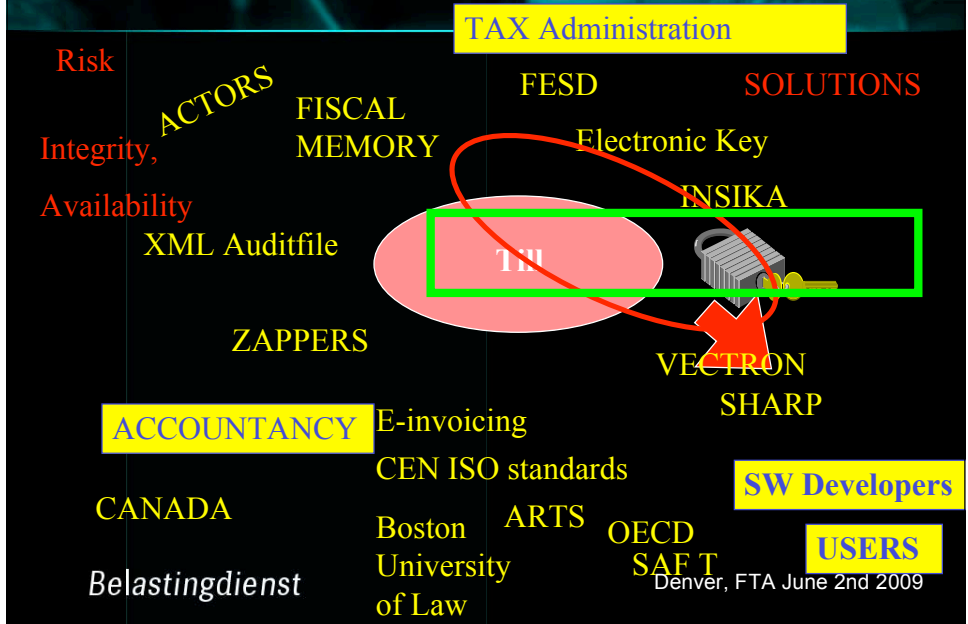 TAX Administration
Risk
ACTORS
FISCAL
MEMORY
FESD
SOLUTIONS
Integrity,
Electronic Key
Availability
INSIKA
XML Auditfile
Till
ZAPPERS
VECTRON
SHARP
ACCOUNTANCY
E-invoicing
CEN ISO standards
SW Developers
CANADA
Boston
University
of Law
ARTS
OECD
SAF T
USERS
Belastingdienst
Denver, FTA June 2nd 2009